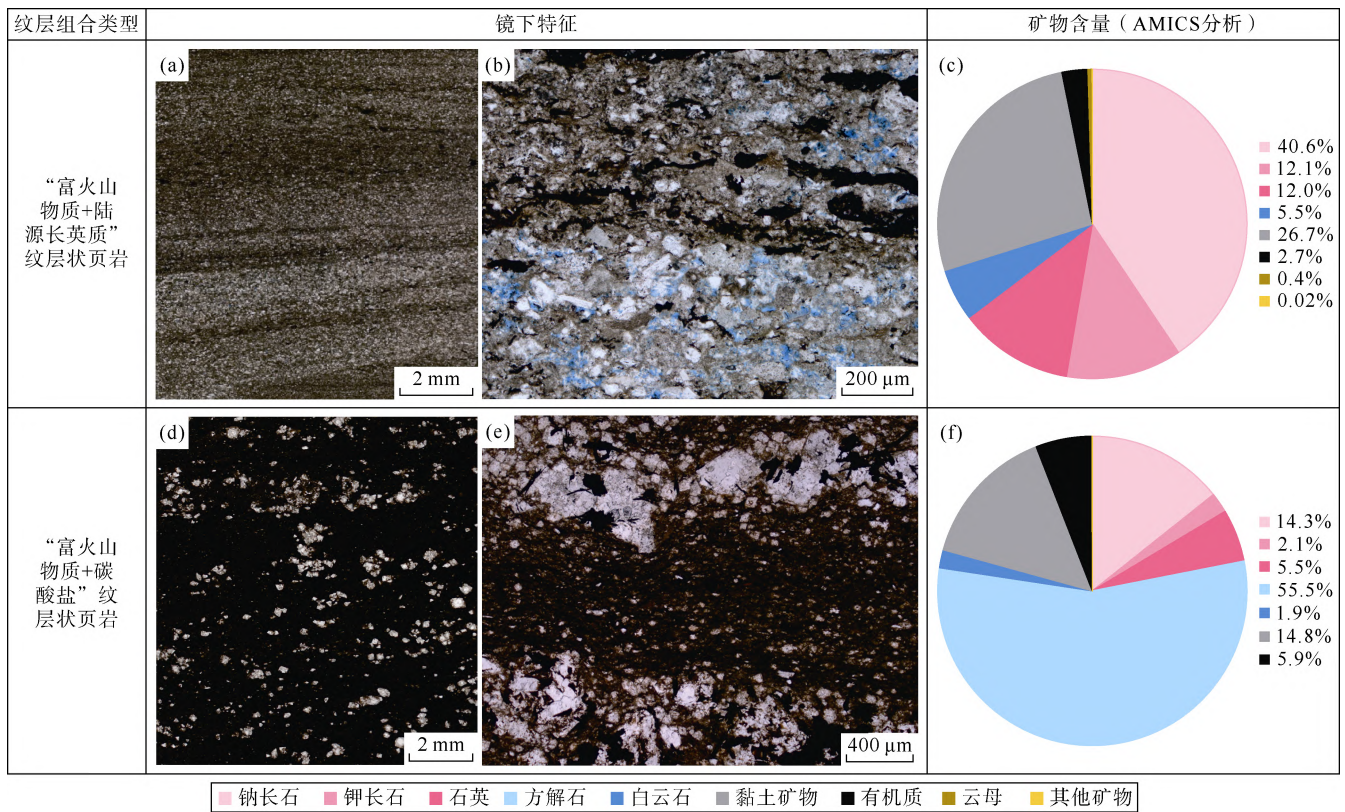 纹层组合类型
镜下特征
矿物含量（AMICS分析）
“富火山
物质+陆
源长英质”
纹层状页岩
(a)
2 mm
(b)
200 μm
(c)
40.6%
12.1%
12.0%
5.5%
26.7%
2.7%
0.4%
0.02%
“富火山
物质+碳
酸盐”纹
层状页岩
(d)
2 mm
(e)
400 μm
(f)
14.3%
2.1%
5.5%
55.5%
1.9%
14.8%
5.9%
钠长石 钾长石 石英 方解石 白云石 黏土矿物 有机质 云母 其他矿物